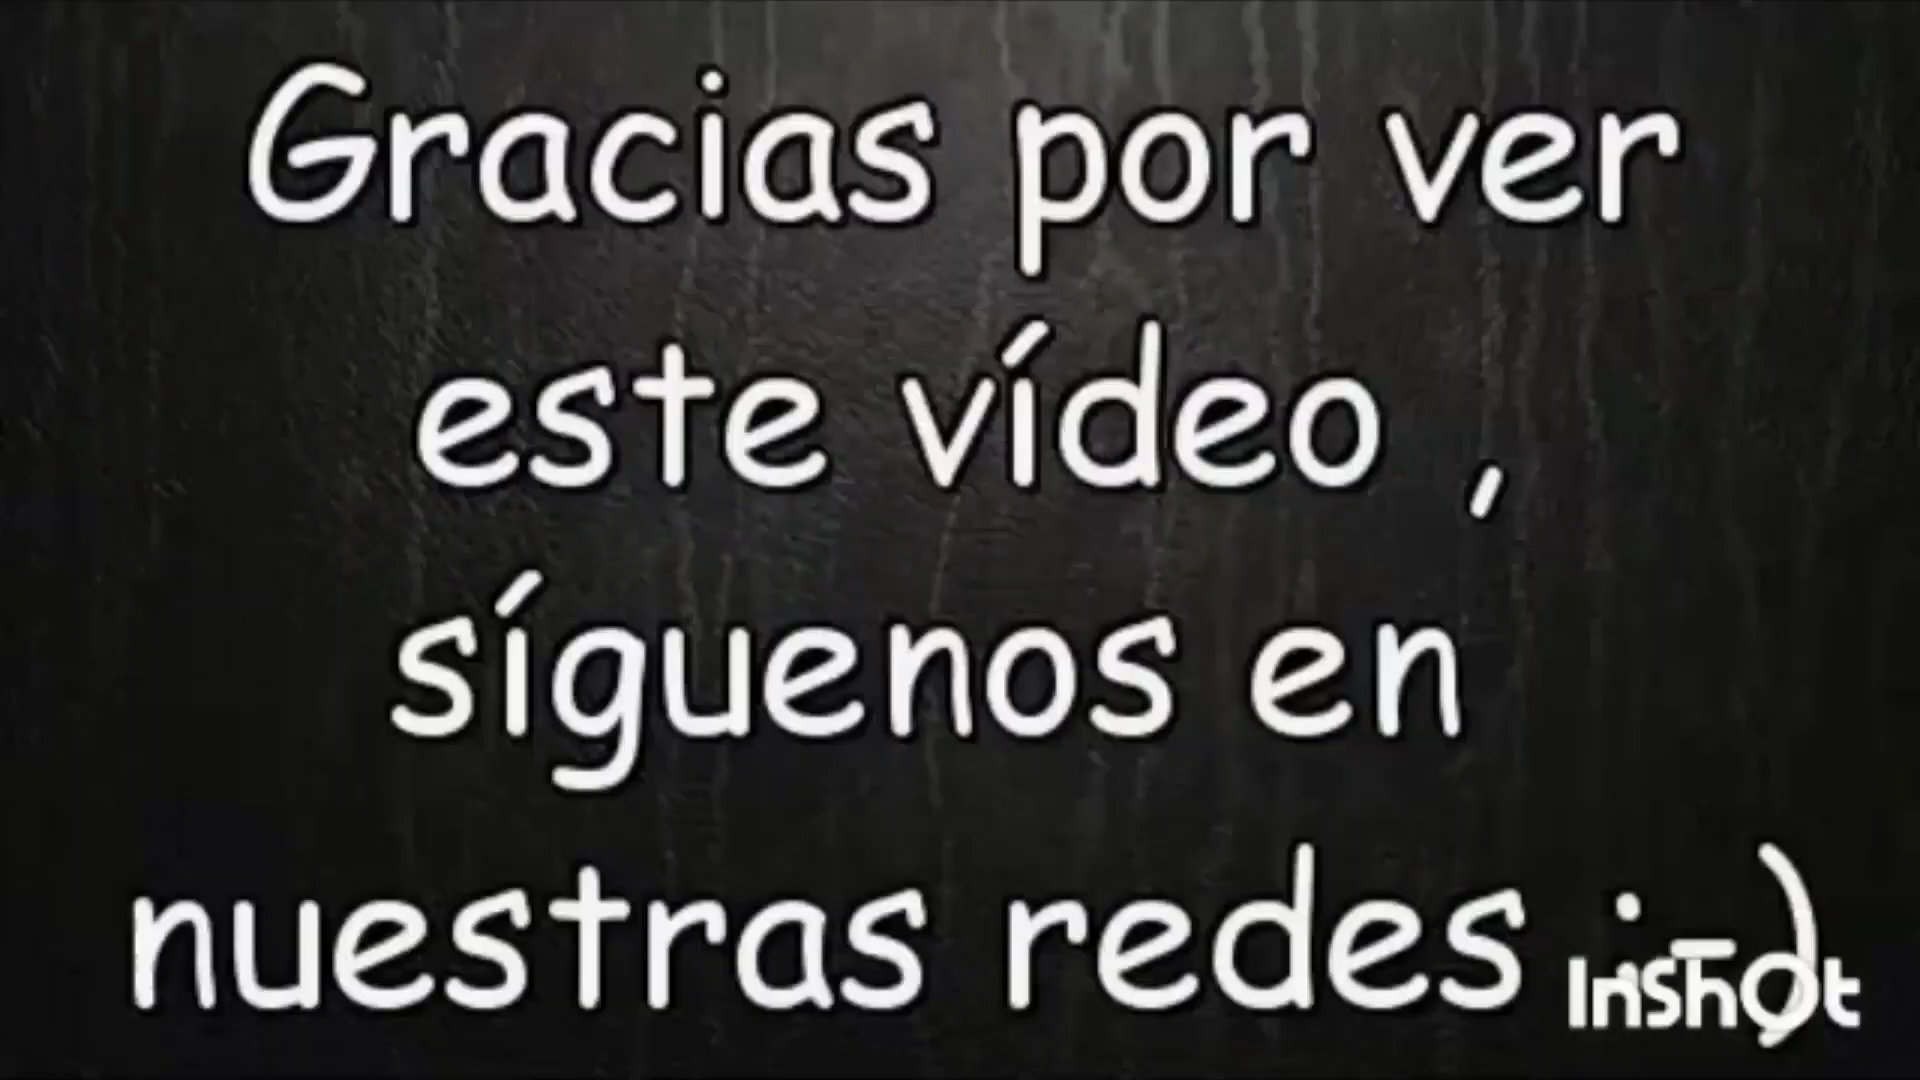 Gracias por ver
este vídeo ,
síguenos en
nuestras redes :-)
InShOt